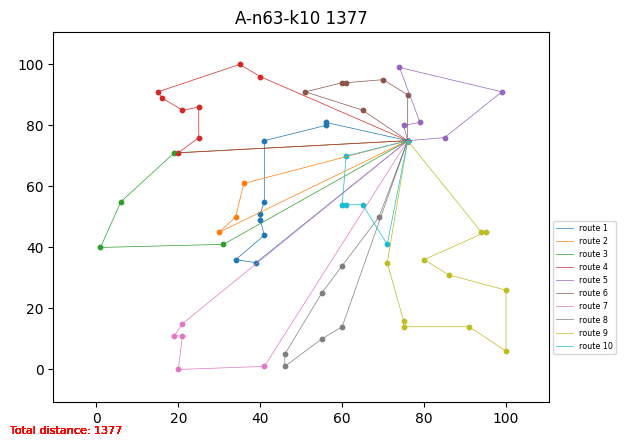 A-n63-k10 1377
100
80
60
40
20
0
0 20 40 60 80 100
route 1
route 2
route 3
route 4
route 5
route 6
route 7
route 8
route 9
route 10
Total distance: 1377